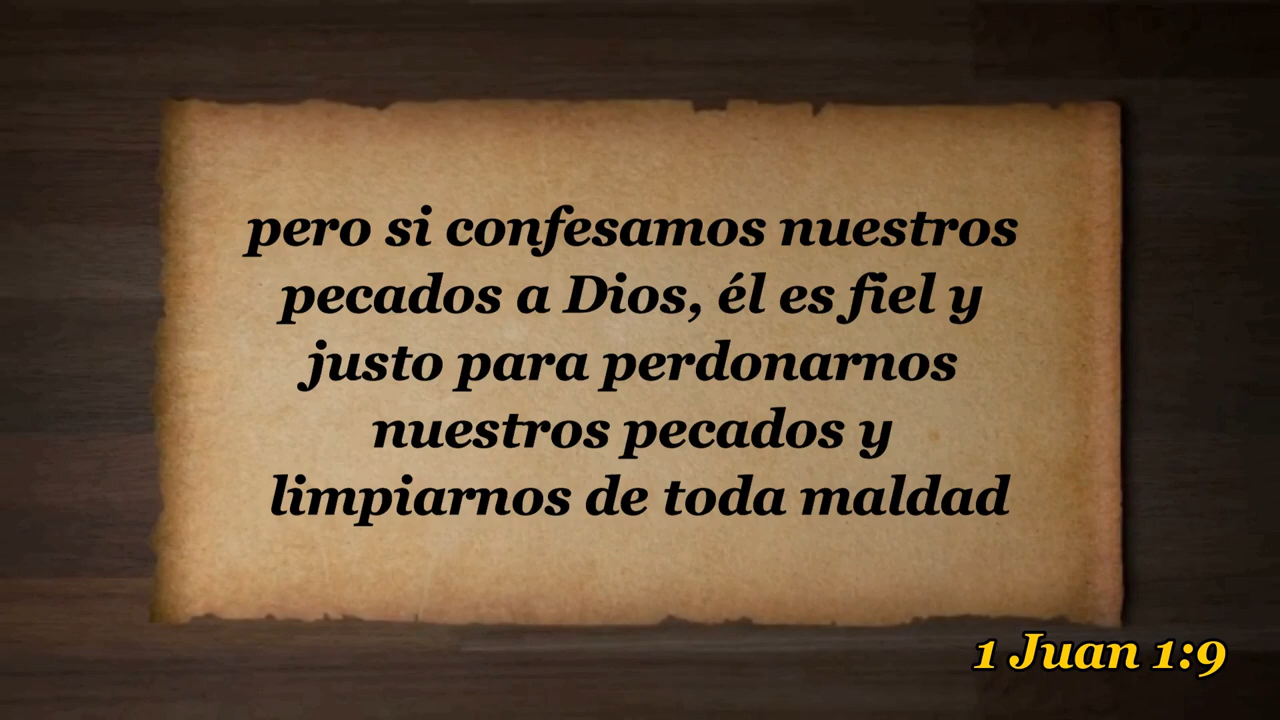 pero si confesamos nuestros
pecados a Dios, él es fiel y
justo para perdonarnos
nuestros pecados y
limpiarnos de toda maldad
1 Juan 1:9